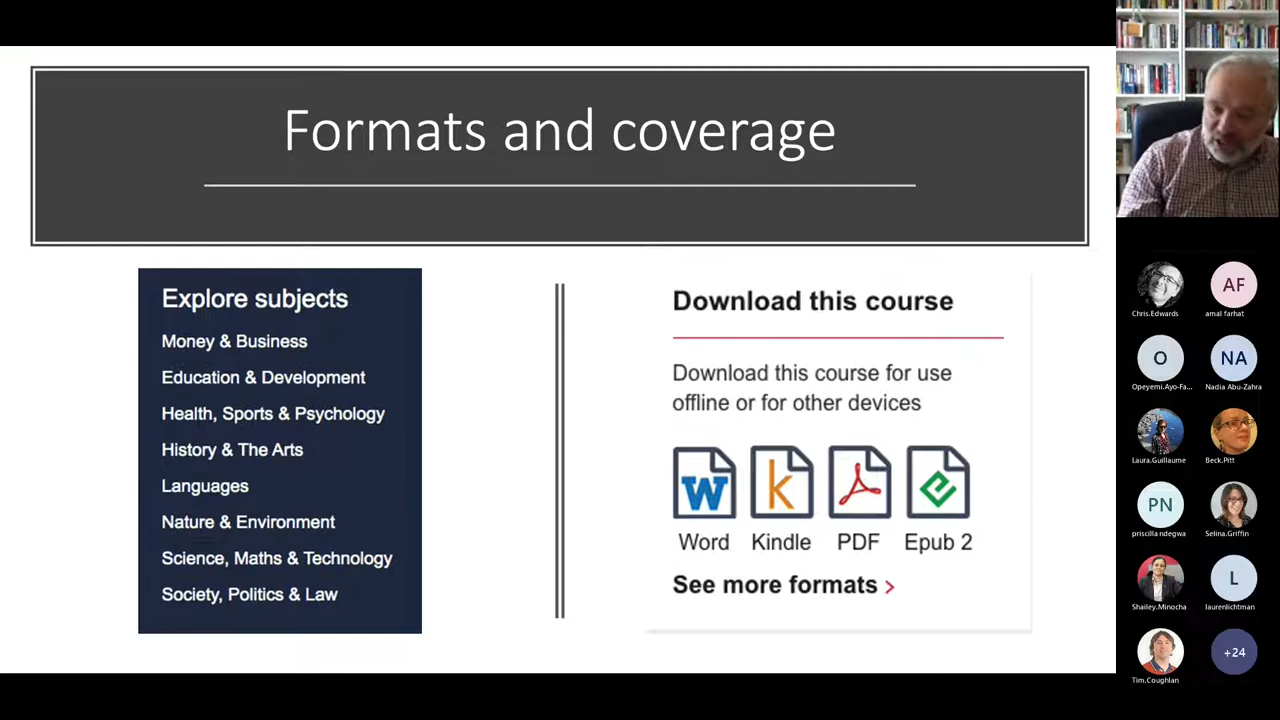 Formats and coverage
Explore subjects
Money & Business
Education & Development
Health, Sports & Psychology
History & The Arts
Languages
Nature & Environment
Science, Maths & Technology
Society, Politics & Law
Download this course
Download this course for use
offline or for other devices
w k e
Word Kindle PDF Epub 2
See more formats >
Chris.Edwards
AF
amal farhat
O
Opeyemi.Ayo-Fa...
NA
Nadia Abu-Zahra
Laura.Guillaume
Beck.Pitt
PN
priscilla ndegwa
Selina.Griffin
Shailey.Minocha
L
laurenlichtman
Tim.Coughlan
+24